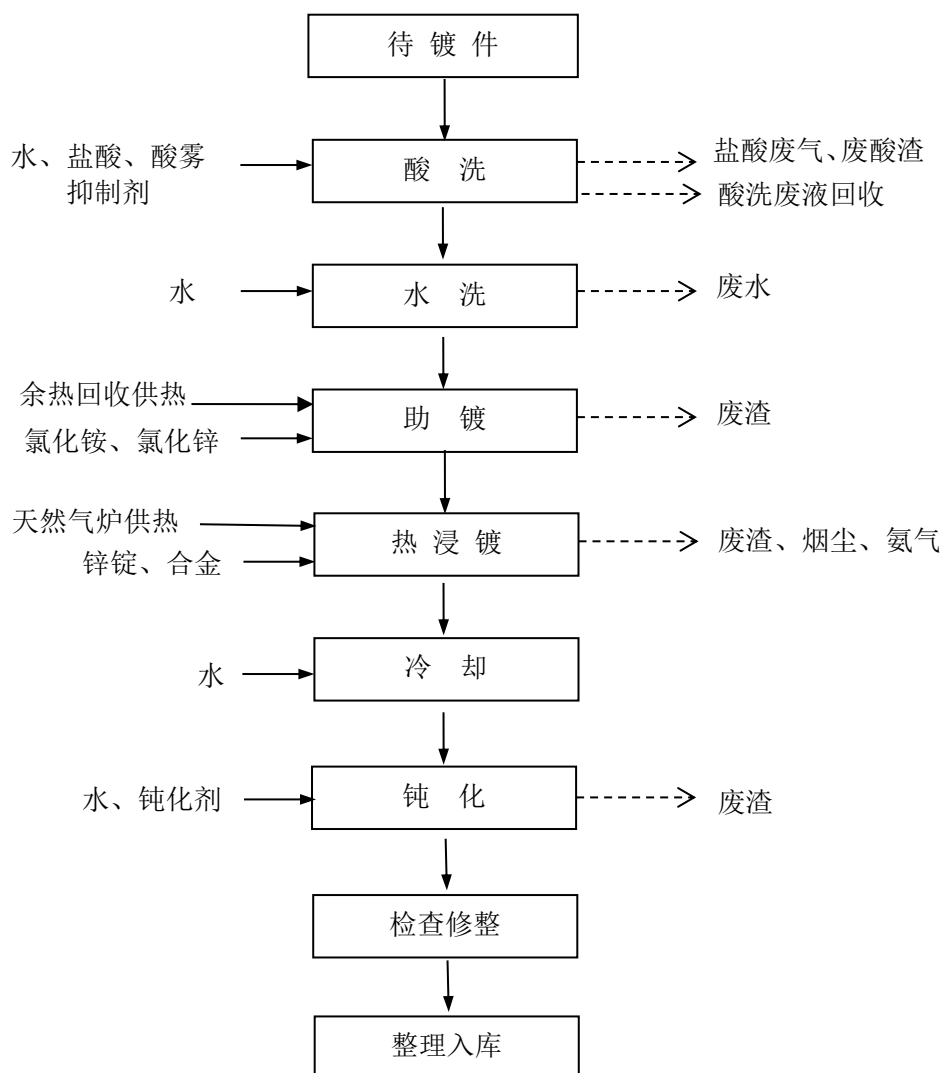 待 镀 件
水、盐酸、酸雾
抑制剂
酸 洗
盐酸废气、废酸渣
酸洗废液回收
水
水 洗
废水
余热回收供热
氯化铵、氯化锌
助 镀
废渣
天然气炉供热
锌锭、合金
热 浸 镀
废渣、烟尘、氨气
水
冷 却
水、钝化剂
钝 化
废渣
检查修整
整理入库